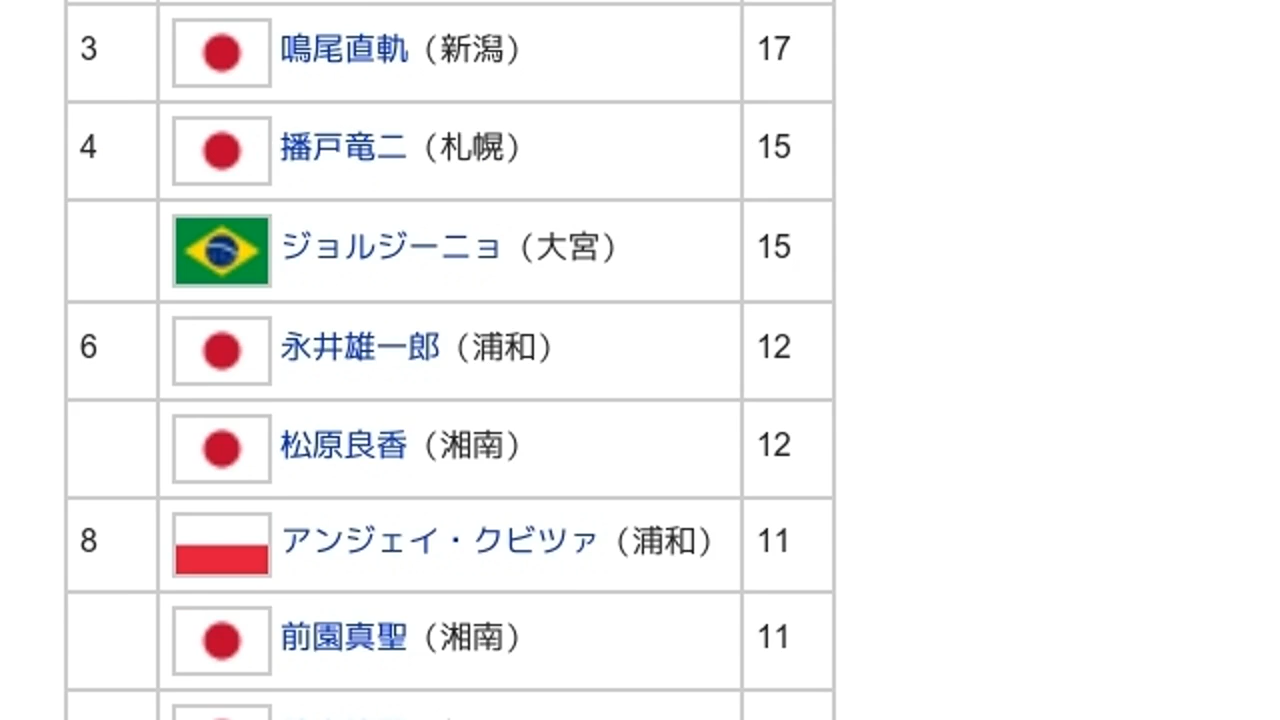 3 鳴尾直軌（新潟） 17
4 播戸竜二（札幌） 15
ジョルジーニョ（大宮） 15
6 永井雄一郎（浦和） 12
松原良香（湘南） 12
8 アンジェイ・クビツァ（浦和） 11
前園真聖（湘南） 11